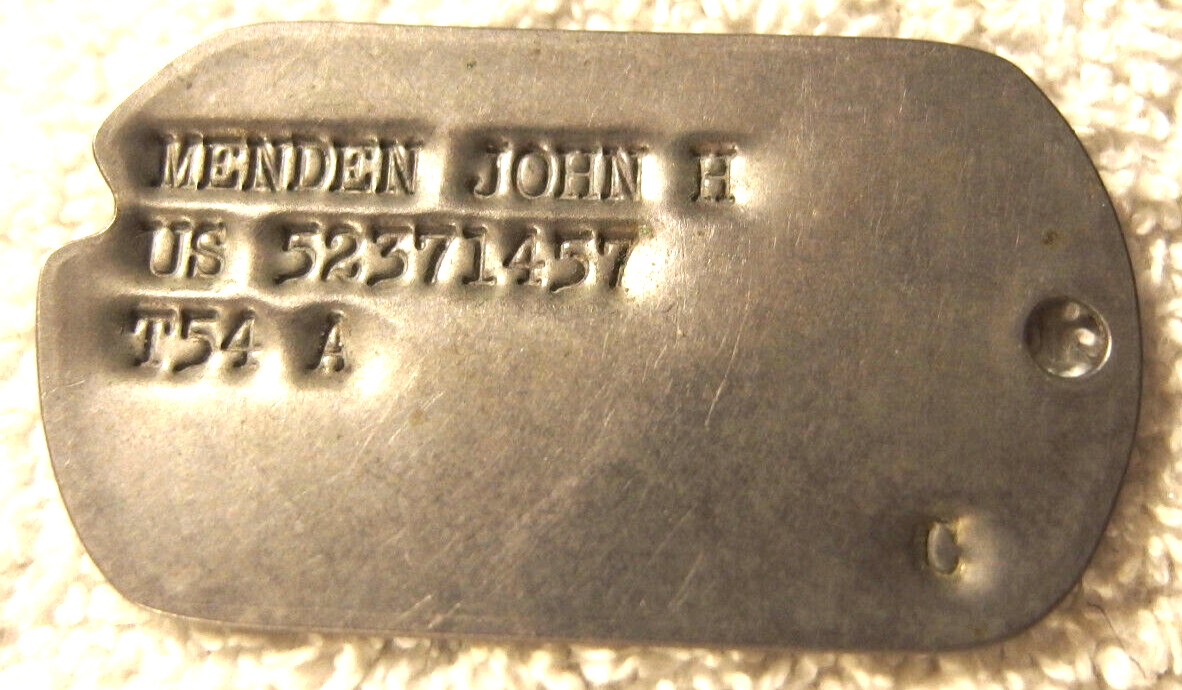 MENDEN JOHN H
US 52371457
T54 A
C